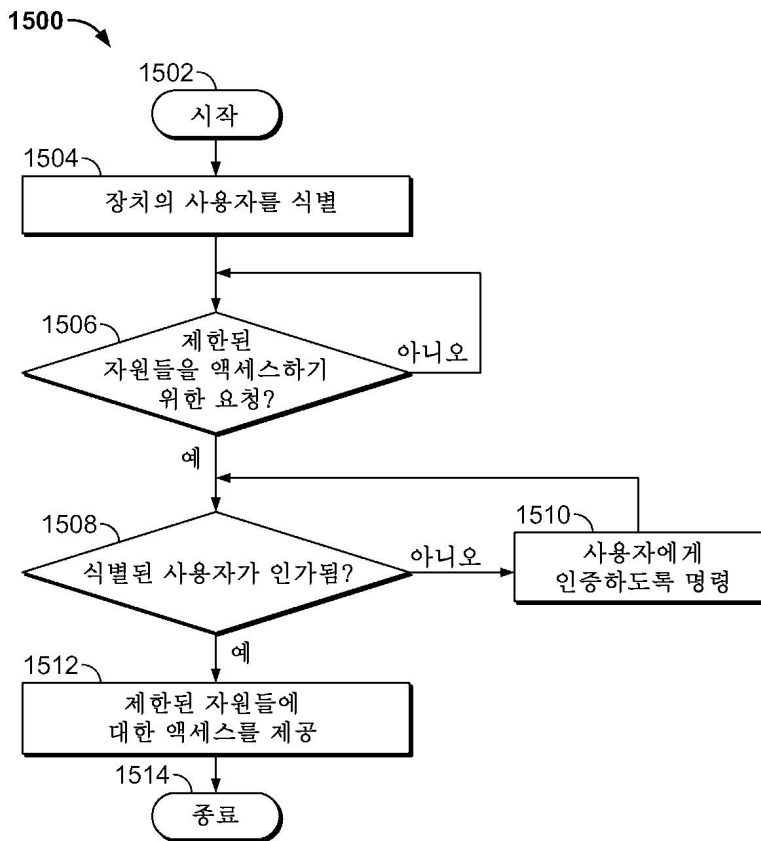 1500
1502
시작
1504
장치의 사용자를 식별
1506
제한된
자원들을 액세스하기
위한 요청?
아니오
예
1508
식별된 사용자가 인가됨?
아니오
1510
사용자에게
인증하도록 명령
예
1512
제한된 자원들에
대한 액세스를 제공
1514
종료